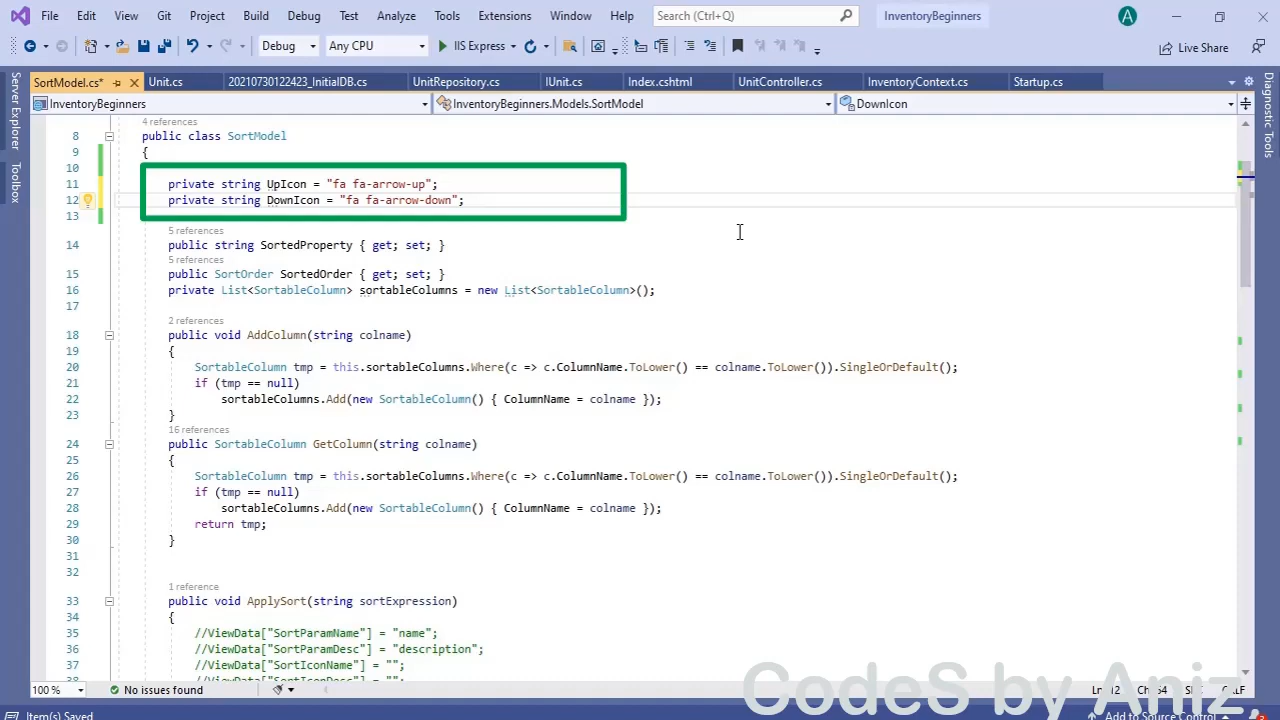 File Edit View Git Project Build Debug Test Analyze Tools Extensions Window Help Search (Ctrl+Q) InventoryBeginners A
Debug Any CPU IIS Express Live Share
SortModel.cs* Unit.cs 20210730122423_InitialDB.cs UnitRepository.cs IUnit.cs Index.cshtml UnitController.cs InventoryContext.cs Startup.cs
InventoryBeginners InventoryBeginners.Models.SortModel DownIcon
Server Explorer
Toolbox
Diagnostic Tools
4 references
8 public class SortModel
9 {
10
11 private string UpIcon = "fa fa-arrow-up";
12 private string DownIcon = "fa fa-arrow-down";
13
5 references
14 public string SortedProperty { get; set; }
5 references
15 public SortOrder SortedOrder { get; set; }
16 private List<SortableColumn> sortableColumns = new List<SortableColumn>();
17
2 references
18 public void AddColumn(string colname)
19 {
20 SortableColumn tmp = this.sortableColumns.Where(c => c.ColumnName.ToLower() == colname.ToLower()).SingleOrDefault();
21 if (tmp == null)
22 sortableColumns.Add(new SortableColumn() { ColumnName = colname });
23 }
16 references
24 public SortableColumn GetColumn(string colname)
25 {
26 SortableColumn tmp = this.sortableColumns.Where(c => c.ColumnName.ToLower() == colname.ToLower()).SingleOrDefault();
27 if (tmp == null)
28 sortableColumns.Add(new SortableColumn() { ColumnName = colname });
29 return tmp;
30 }
31
32
1 reference
33 public void ApplySort(string sortExpression)
34 {
35 //ViewData["SortParamName"] = "name";
36 //ViewData["SortParamDesc"] = "description";
37 //ViewData["SortIconName"] = "";
38 //ViewData["SortIconDesc"] = "";
100 % No issues found Ln: 12
CodeS by Aniz
Item(s) Saved Add to Source Control